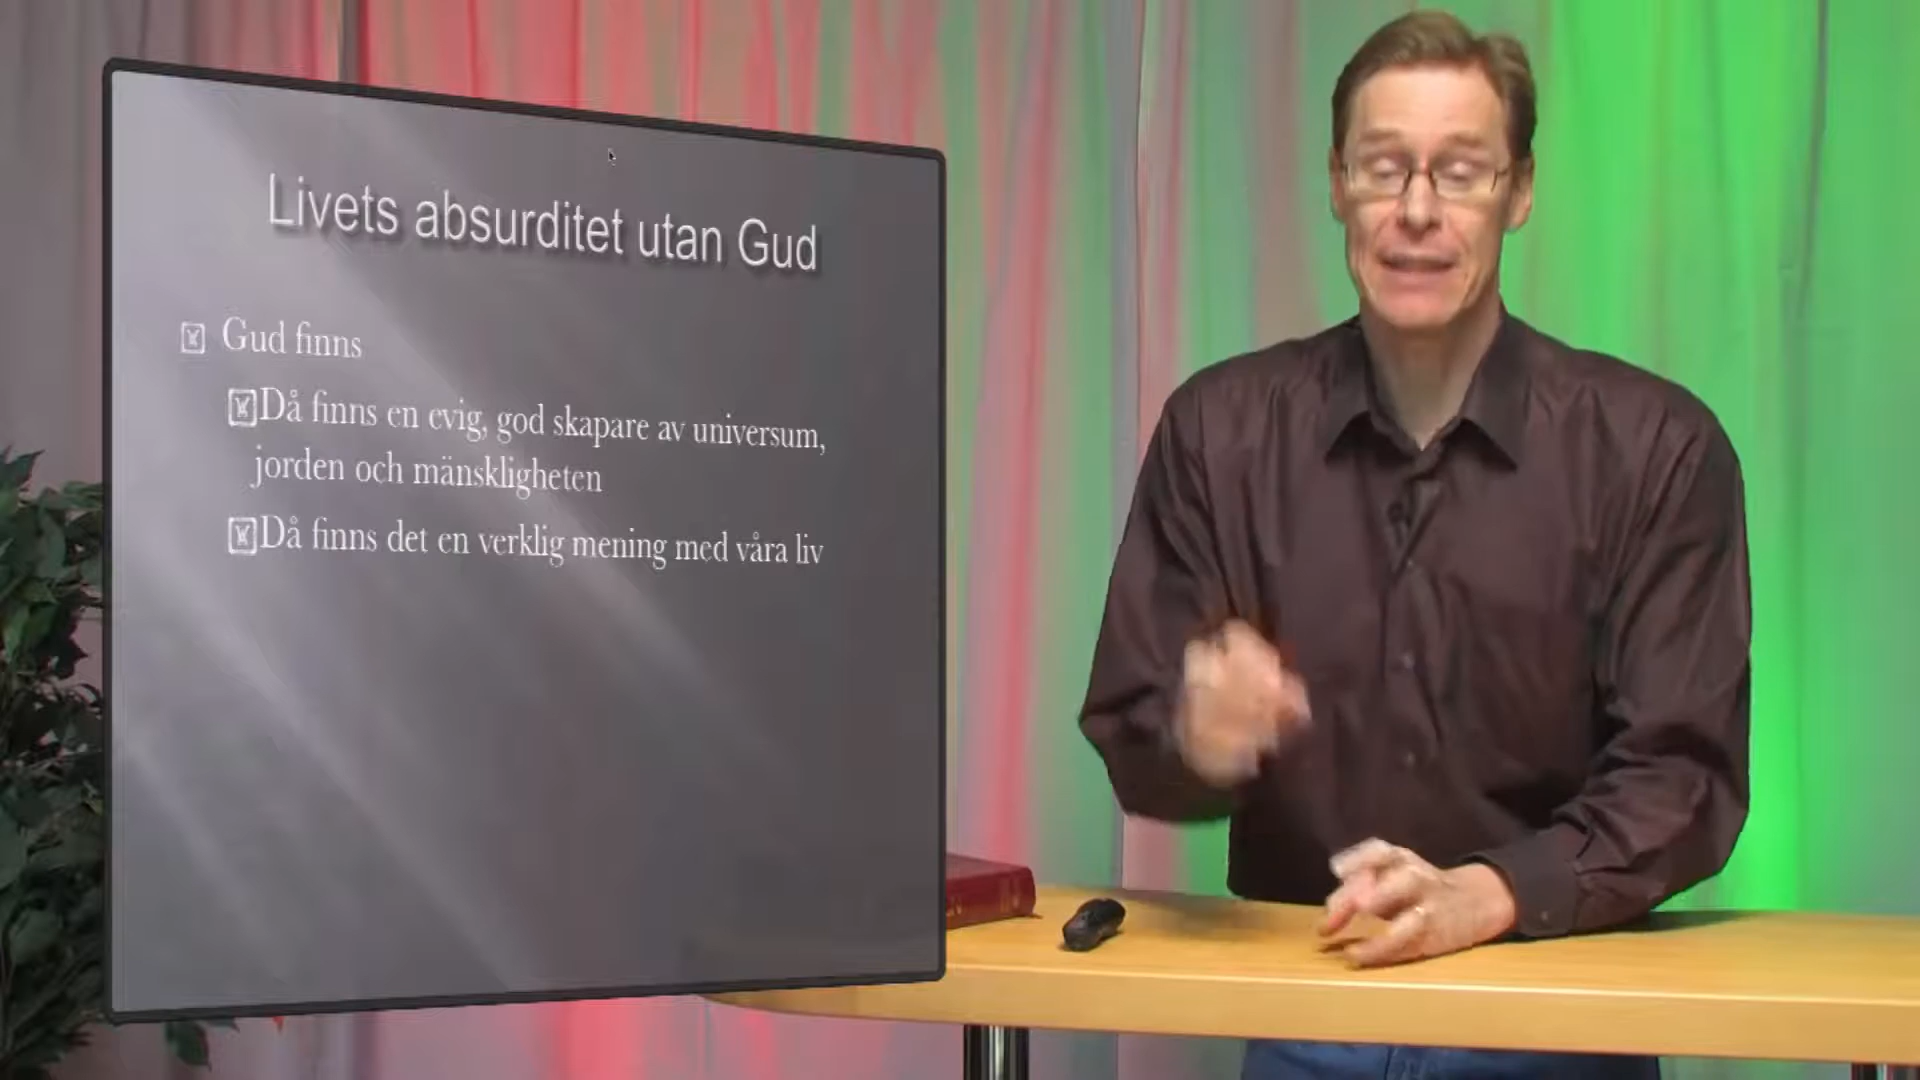 Livets absurditet utan Gud
Gud finns
Då finns en evig, god skapare av universum,
jorden och mänskligheten
Då finns det en verklig mening med våra liv